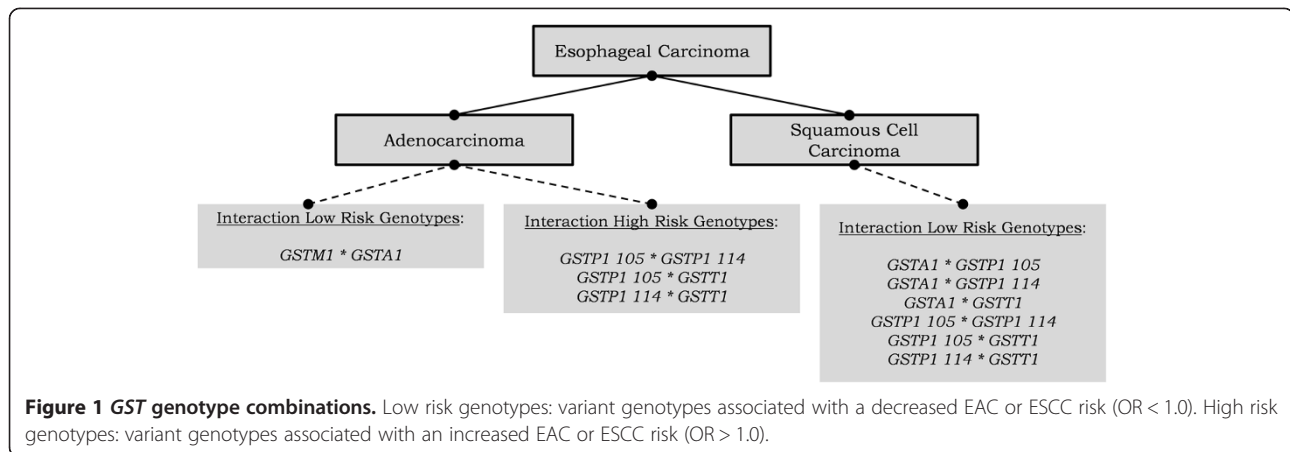 Esophageal Carcinoma
Adenocarcinoma
Squamous Cell
Carcinoma
Interaction Low Risk Genotypes:
GSTM1 * GSTA1
Interaction High Risk Genotypes:
GSTP1 105 * GSTP1 114
GSTP1 105 * GSTT1
GSTP1 114 * GSTT1
Interaction Low Risk Genotypes:
GSTA1 * GSTP1 105
GSTA1 * GSTP1 114
GSTA1 * GSTT1
GSTP1 105 * GSTP1 114
GSTP1 105 * GSTT1
GSTP1 114 * GSTT1
Figure 1 GST genotype combinations. Low risk genotypes: variant genotypes associated with a decreased EAC or ESCC risk (OR < 1.0). High risk
genotypes: variant genotypes associated with an increased EAC or ESCC risk (OR > 1.0).